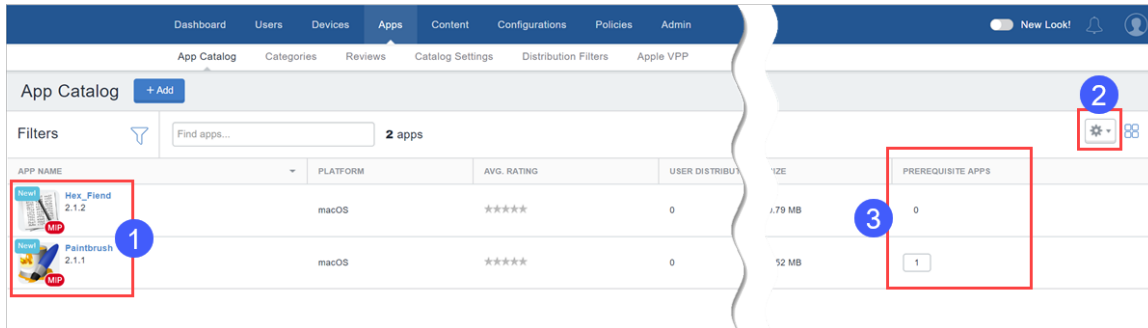 Dashboard Users Devices Apps Content Configurations Policies Admin New Look!
App Catalog Categories Reviews Catalog Settings Distribution Filters Apple VPP
App Catalog + Add
2
Filters Find apps... 2 apps
APP NAME PLATFORM AVG. RATING USER DISTRIBUT IZE PREREQUISITE APPS
New! Hex_Fiend
2.1.2 macOS 0 .79 MB 0
MIP
1
3
New! Paintbrush
2.1.1 macOS 0 52 MB 1
MIP